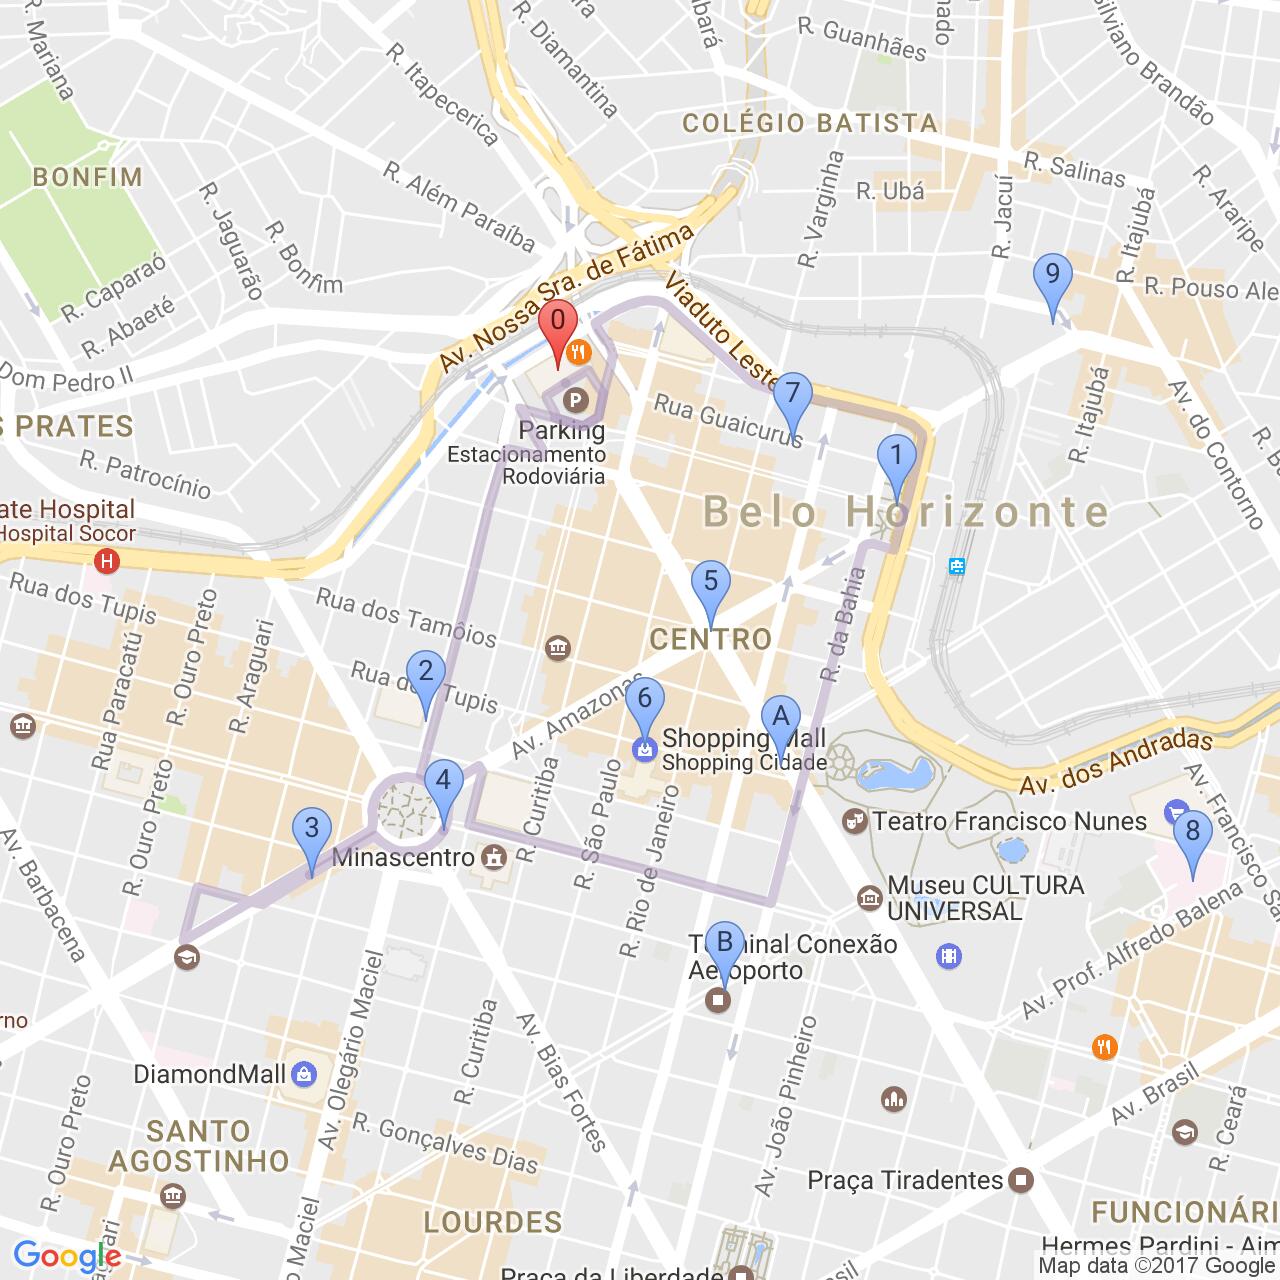 R. Mariana
R. Diamantina
R. Guanhães
R. Itapecerica
COLÉGIO BATISTA
Silviano Brandão
R. Salinas
BONFIM
R. Além Paraíba
R. Varginha
R. Ubá
R. Jacuí
R. Itajubá
R. Araripe
R. Jaguarão
R. Bonfim
R. Caparaó
R. Abaeté
Av. Nossa Sra. de Fátima
Viaduto Leste
9
R. Pouso Ale
0
Dom Pedro II
7
Rua Guaicurus
R. Itajubá
Av. do Contorno
S PRATES
P
Parking
Estacionamento
Rodoviária
R. Patrocínio
1
Belo Horizonte
ate Hospital
Hospital Socor
H
Rua dos Tupis
R. Ouro Preto
R. Araguari
Rua Paracatú
Rua dos Tamôios
5
CENTRO
R. da Bahia
2
Rua dos Tupis
Av. Amazonas
6
A
Shopping Mall
Shopping Cidade
Av. dos Andradas
Av. Francisco Sa
4
3
R. Ouro Preto
Av. Barbacena
Minascentro
R. Curitiba
R. São Paulo
R. Rio de Janeiro
Teatro Francisco Nunes
8
Museu CULTURA
UNIVERSAL
Av. Prof. Alfredo Balena
B
Terminal Conexão
Aeroporto
rno
Av. Olegário Maciel
R. Curitiba
Av. Bias Fortes
DiamondMall
R. Ouro Preto
SANTO
AGOSTINHO
R. Gonçalves Dias
Av. João Pinheiro
Av. Brasil
R. Ceará
Praça Tiradentes
LOURDES
FUNCIONÁRI
Maciel
Google
Hermes Pardini - Aim
Praça da Liberdade
Map data ©2017 Google